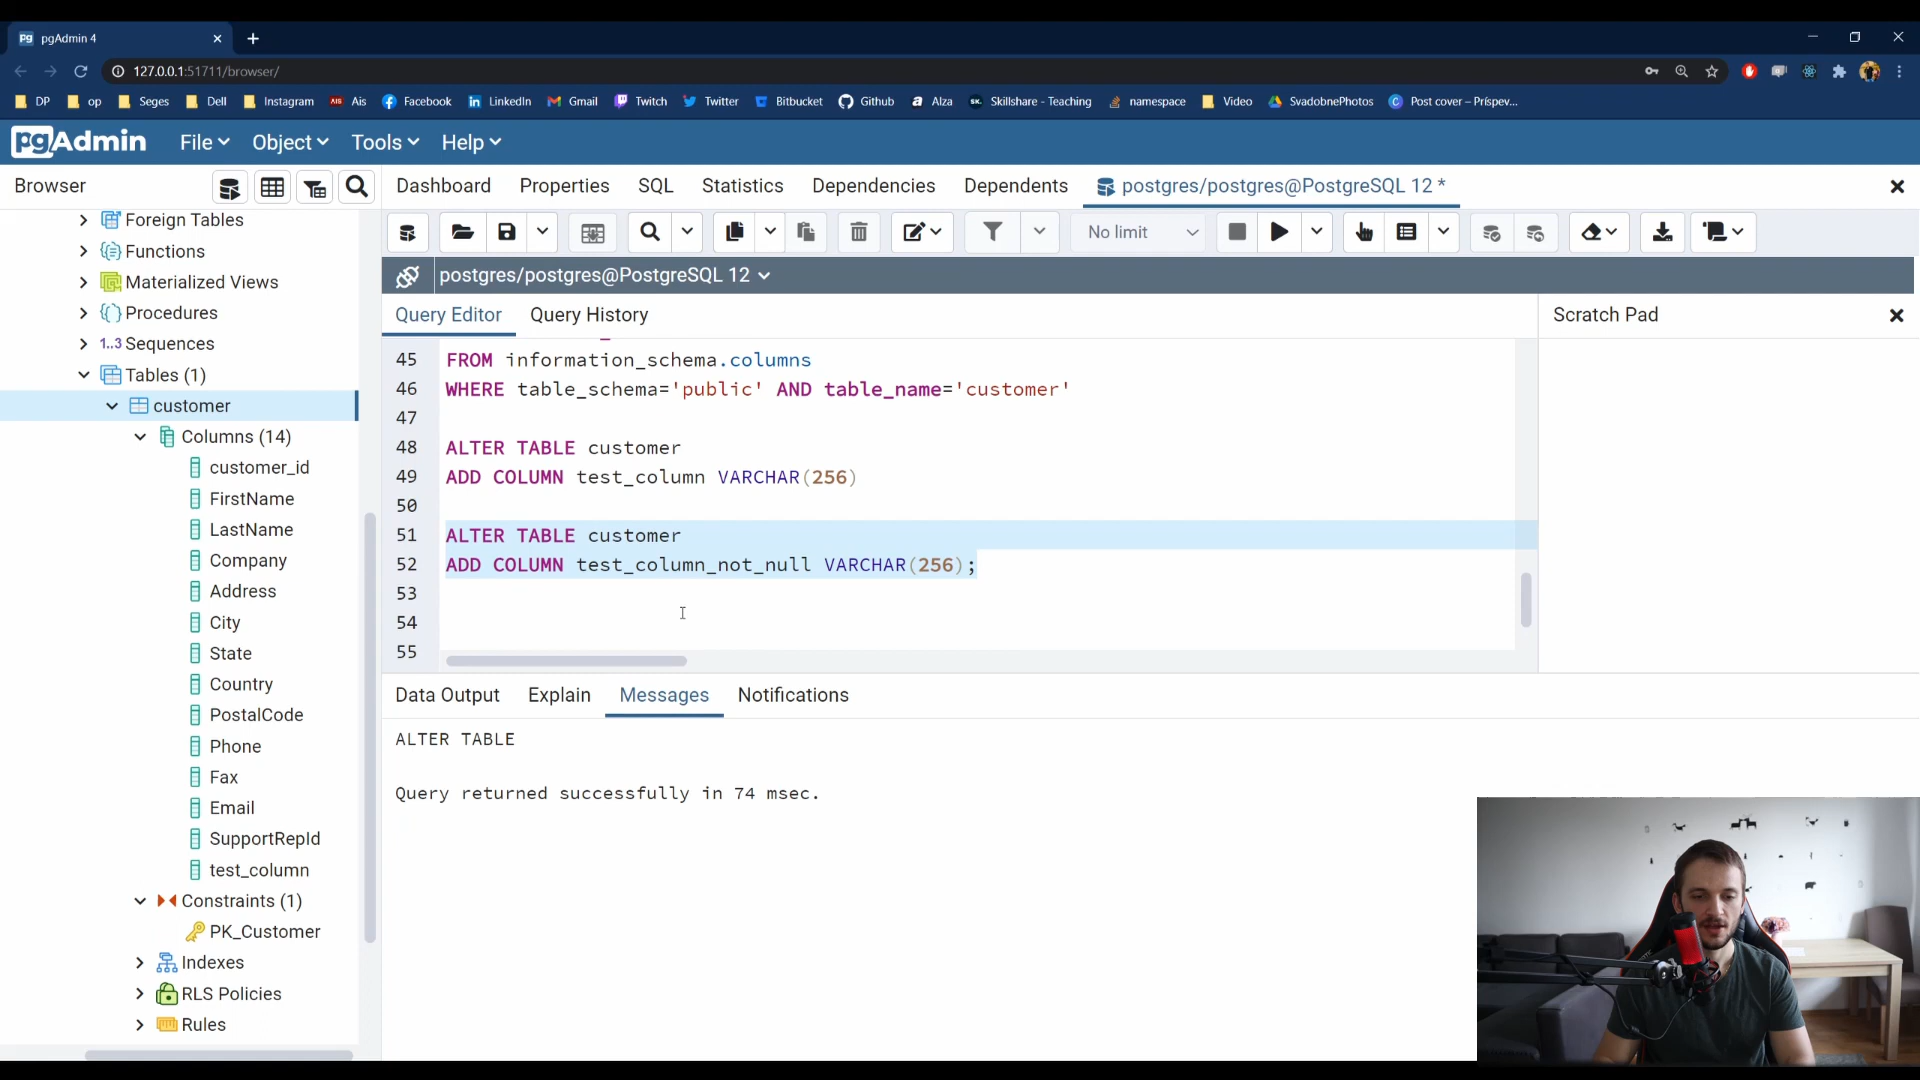 pgAdmin 4
127.0.0.1:51711/browser/
DP
op
Seges
Dell
Instagram
AIS Ais
Facebook
LinkedIn
Gmail
Twitch
Twitter
Bitbucket
Github
Alza
SK. Skillshare - Teaching
namespace
Video
SvadobnePhotos
Post cover – Príspev...
pgAdmin
File
Object
Tools
Help
Browser
Dashboard
Properties
SQL
Statistics
Dependencies
Dependents
postgres/postgres@PostgreSQL 12 *
No limit
postgres/postgres@PostgreSQL 12
Query Editor
Query History
Scratch Pad
Foreign Tables
Functions
Materialized Views
Procedures
1..3 Sequences
Tables (1)
customer
Columns (14)
customer_id
FirstName
LastName
Company
Address
City
State
Country
PostalCode
Phone
Fax
Email
SupportRepId
test_column
Constraints (1)
PK_Customer
Indexes
RLS Policies
Rules
45 FROM information_schema.columns
46 WHERE table_schema='public' AND table_name='customer'
47
48 ALTER TABLE customer
49 ADD COLUMN test_column VARCHAR(256)
50
51 ALTER TABLE customer
52 ADD COLUMN test_column_not_null VARCHAR(256);
53
54
55
Data Output
Explain
Messages
Notifications
ALTER TABLE
Query returned successfully in 74 msec.